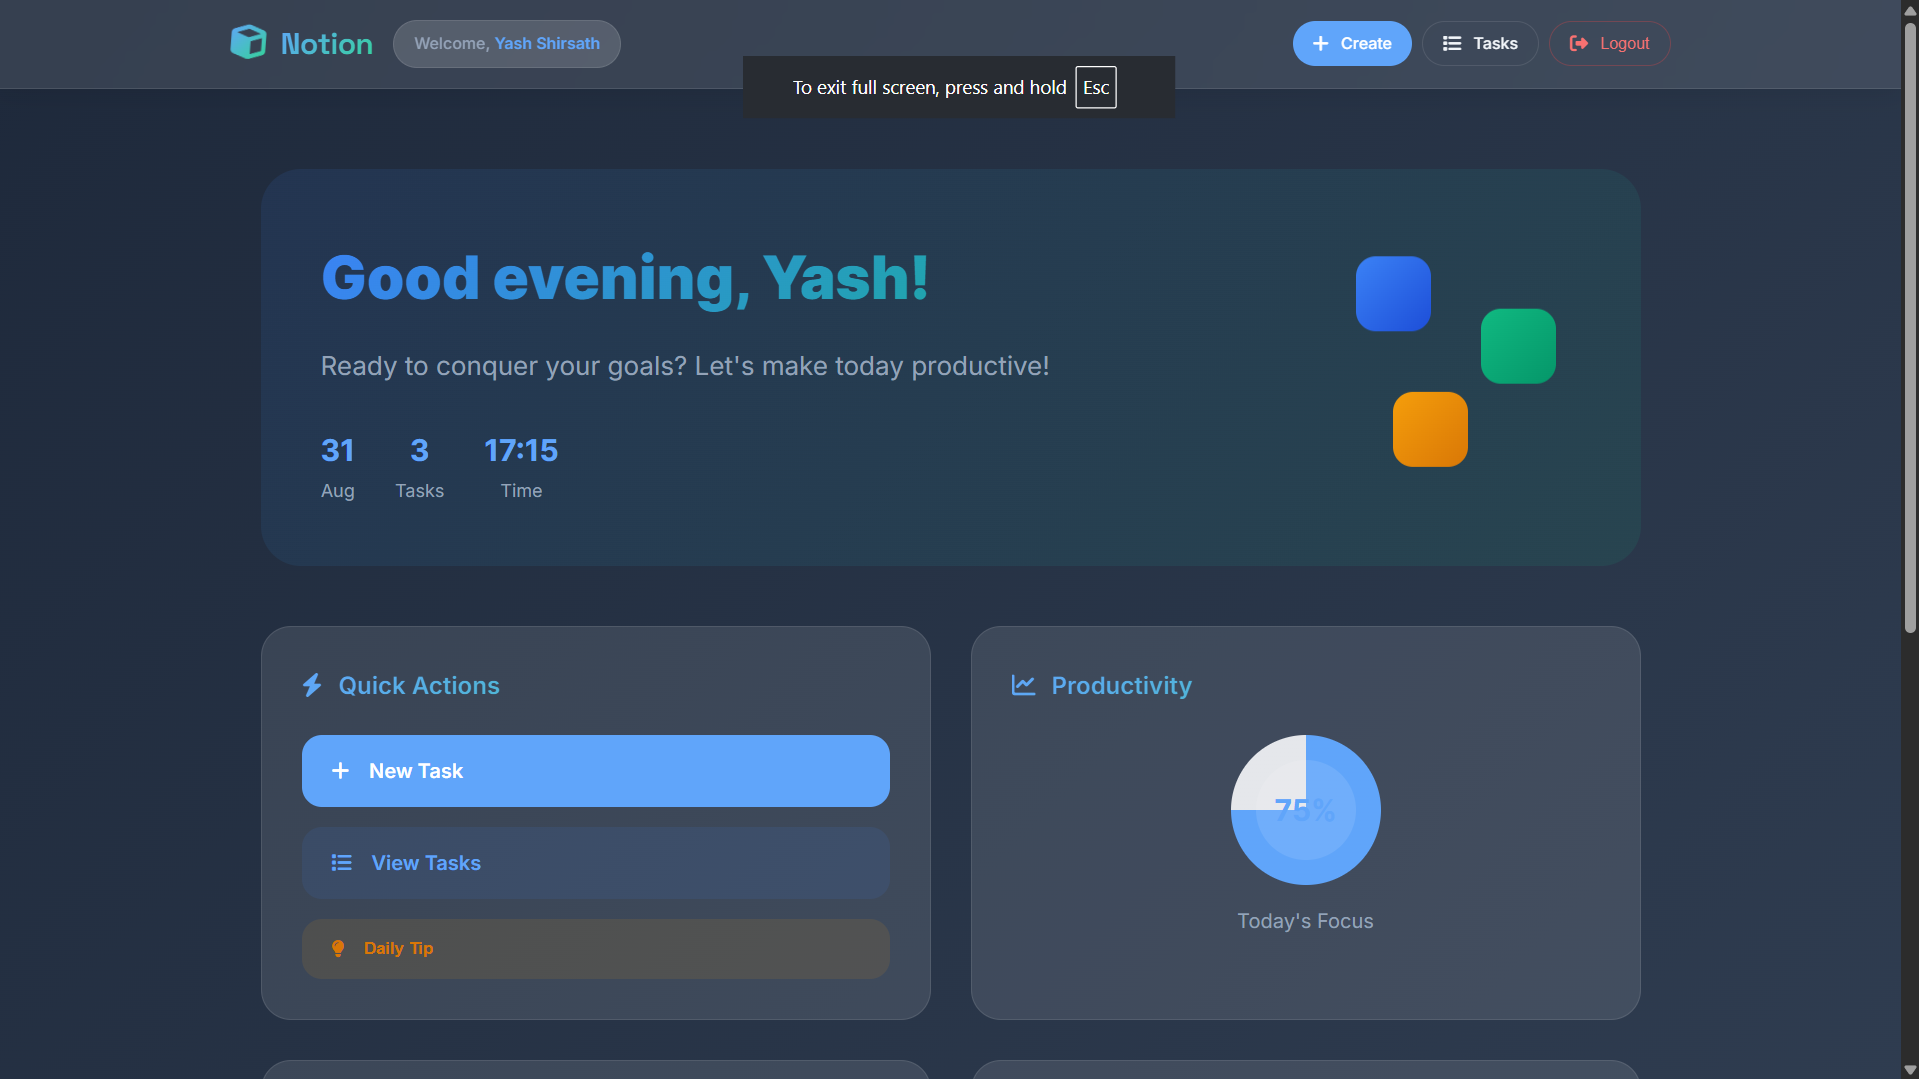 Notion
Welcome, Yash Shirsath
Create
Tasks
Logout
To exit full screen, press and hold Esc
Good evening, Yash!
Ready to conquer your goals? Let's make today productive!
31
3
17:15
Aug
Tasks
Time
Quick Actions
New Task
View Tasks
Daily Tip
Productivity
75%
Today's Focus